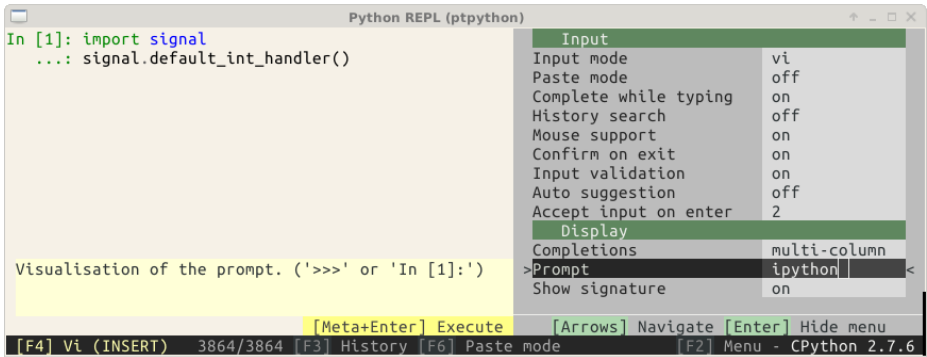 Python REPL (ptpython)
In [1]: import signal
...: signal.default_int_handler()
Input
Input mode vi
Paste mode off
Complete while typing on
History search off
Mouse support on
Confirm on exit on
Input validation on
Auto suggestion off
Accept input on enter 2
Display
Completions multi-column
Visualisation of the prompt. ('>>>' or 'In [1]:')
>Prompt ipython <
Show signature on
[Meta+Enter] Execute
[Arrows] Navigate [Enter] Hide menu
[F4] Vi (INSERT) 3864/3864 [F3] History [F6] Paste mode [F2] Menu - CPython 2.7.6